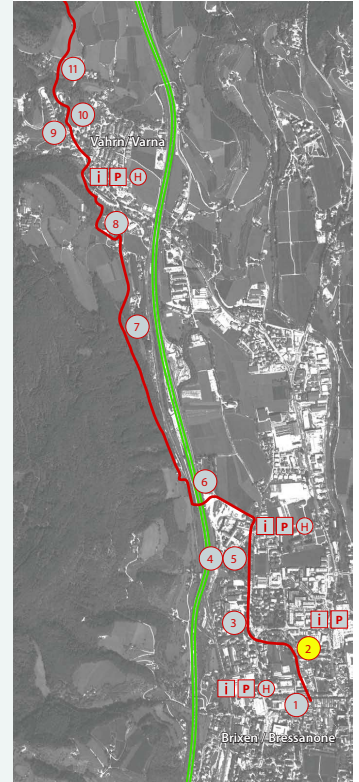 11
10
9
Vahrn/Varna
i P H
8
7
6
i P H
4 5
3
i P
2
i P H
1
Brixen / Bressanone